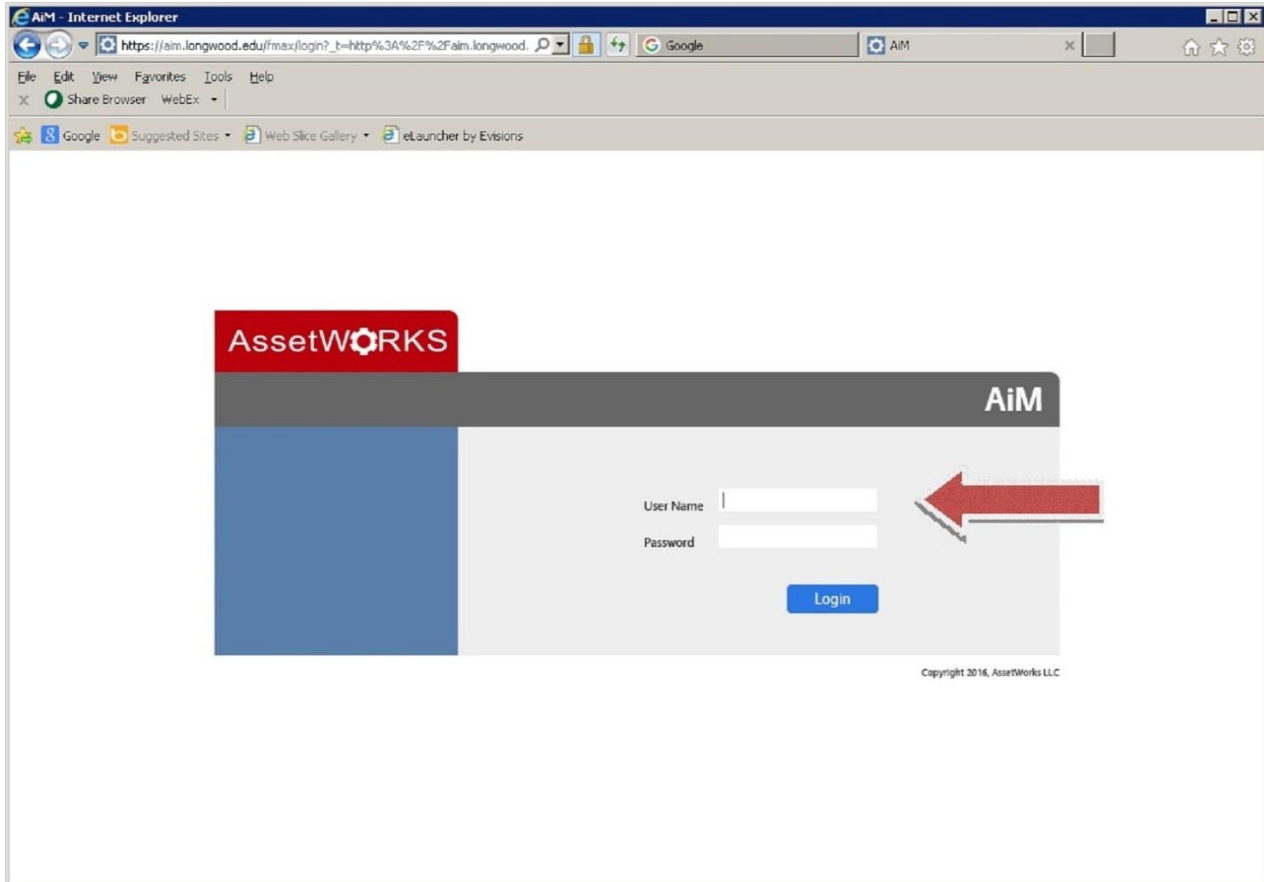 AiM - Internet Explorer
https://aim.longwood.edu/fmax/login?_t=http%3A%2F%2Faim.longwood. Google AiM
File Edit View Favorites Tools Help
Share Browser WebEx
Google Suggested Sites Web Slice Gallery eLauncher by Evisions
AssetWORKS
AiM
User Name
Password
Login
Copyright 2016, AssetWorks LLC